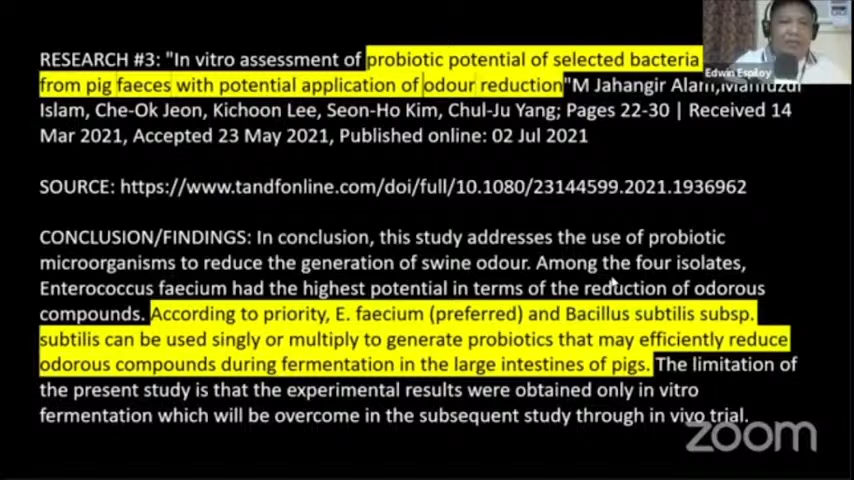 RESEARCH #3: "In vitro assessment of probiotic potential of selected bacteria
Edwin Espiloy
from pig faeces with potential application of odour reduction"M Jahangir Alam,
Islam, Che-Ok Jeon, Kichoon Lee, Seon-Ho Kim, Chul-Ju Yang; Pages 22-30 | Received 14
Mar 2021, Accepted 23 May 2021, Published online: 02 Jul 2021
SOURCE: https://www.tandfonline.com/doi/full/10.1080/23144599.2021.1936962
CONCLUSION/FINDINGS: In conclusion, this study addresses the use of probiotic
microorganisms to reduce the generation of swine odour. Among the four isolates,
Enterococcus faecium had the highest potential in terms of the reduction of odorous
compounds. According to priority, E. faecium (preferred) and Bacillus subtilis subsp.
subtilis can be used singly or multiply to generate probiotics that may efficiently reduce
odorous compounds during fermentation in the large intestines of pigs. The limitation of
the present study is that the experimental results were obtained only in vitro
fermentation which will be overcome in the subsequent study through in vivo trial.
zoom